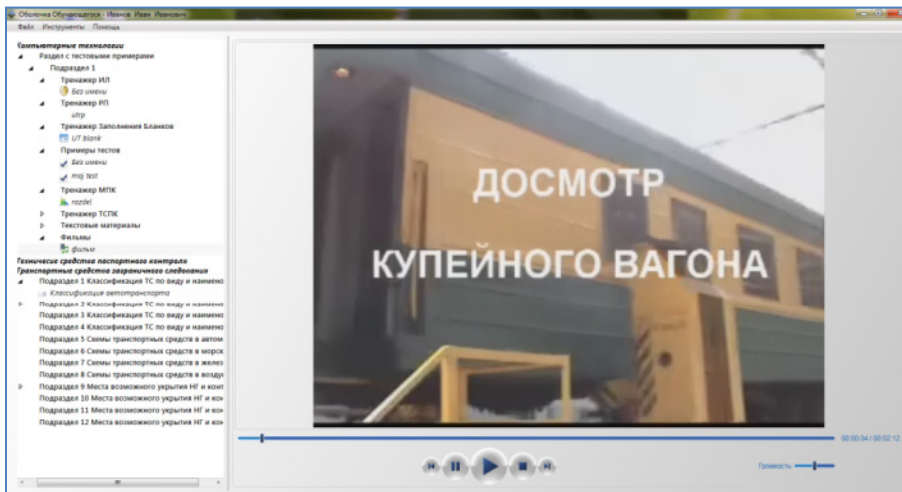 Оболочка Обучающегося - Иванов Иван Иванович
Файл Инструменты Помощь
Компьютерные технологии
Раздел с тестовыми примерами
Подраздел 1
Тренажер ИЛ
Без имени
Тренажер РП
utrp
Тренажер Заполнения Бланков
UT blank
Примеры тестов
Без имени
moj test
Тренажер МПК
razdel
Тренажер ТСПК
Текстовые материалы
Фильмы
фильм
Технические средства паспортного контроля
Транспортные средства заграничного следования
Подраздел 1 Классификация ТС по виду и наимено
Классификация автотранспорта
Подраздел 2 Классификация ТС по виду и наимено
Подраздел 3 Классификация ТС по виду и наимено
Подраздел 4 Классификация ТС по виду и наимено
Подраздел 5 Схемы транспортных средств в автом
Подраздел 6 Схемы транспортных средств в морск
Подраздел 7 Схемы транспортных средств в желез
Подраздел 8 Схемы транспортных средств в воздуш
Подраздел 9 Места возможного укрытия НГ и конт
Подраздел 10 Места возможного укрытия НГ и кон
Подраздел 11 Места возможного укрытия НГ и кон
Подраздел 12 Места возможного укрытия НГ и кон
ДОСМОТР
КУПЕЙНОГО ВАГОНА
00:00:04 / 00:02:12
Громкость